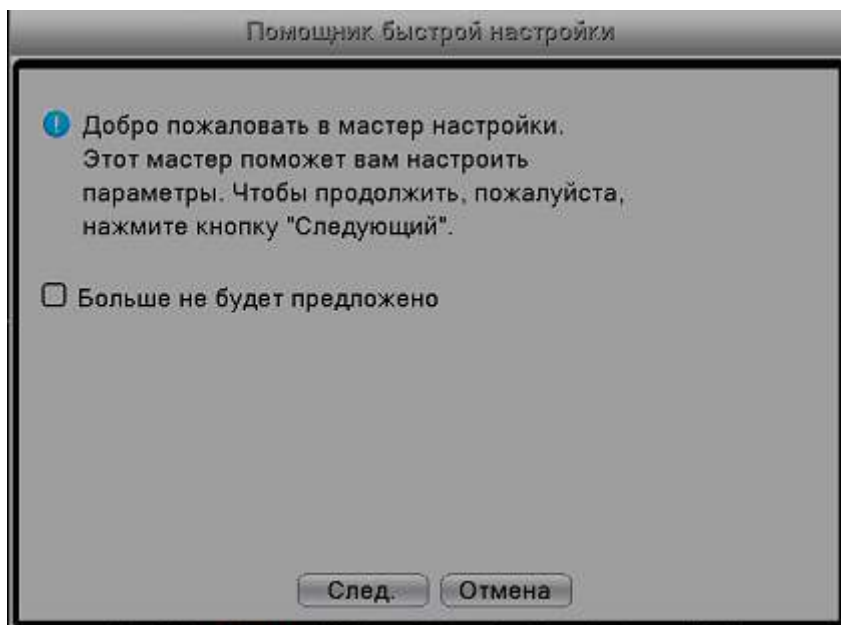 Помощник быстрой настройки
Добро пожаловать в мастер настройки.
Этот мастер поможет вам настроить
параметры. Чтобы продолжить, пожалуйста,
нажмите кнопку "Следующий".
Больше не будет предложено
След. Отмена